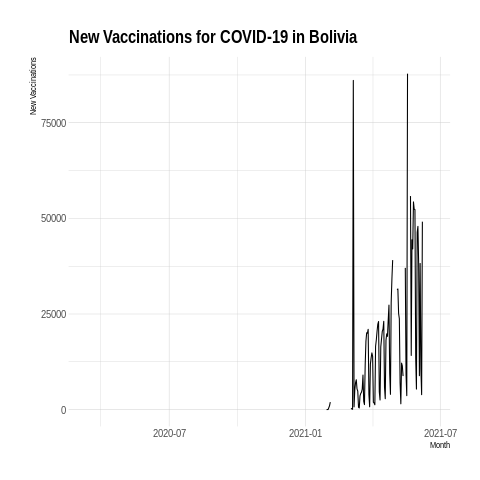 New Vaccinations for COVID-19 in Bolivia
New Vaccinations
75000
50000
25000
0
2020-07
2021-01
2021-07
Month